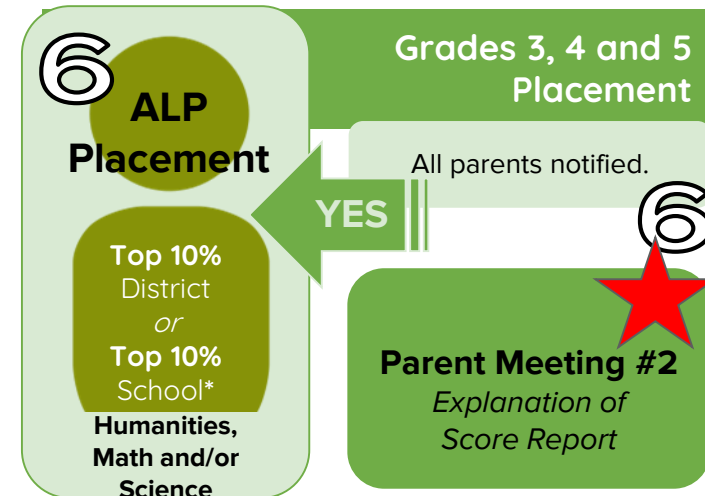 6
ALP
Placement
Top 10%
District
or
Top 10%
School*
Humanities,
Math and/or
Science
Grades 3, 4 and 5
Placement
All parents notified.
YES
6
Parent Meeting #2
Explanation of
Score Report